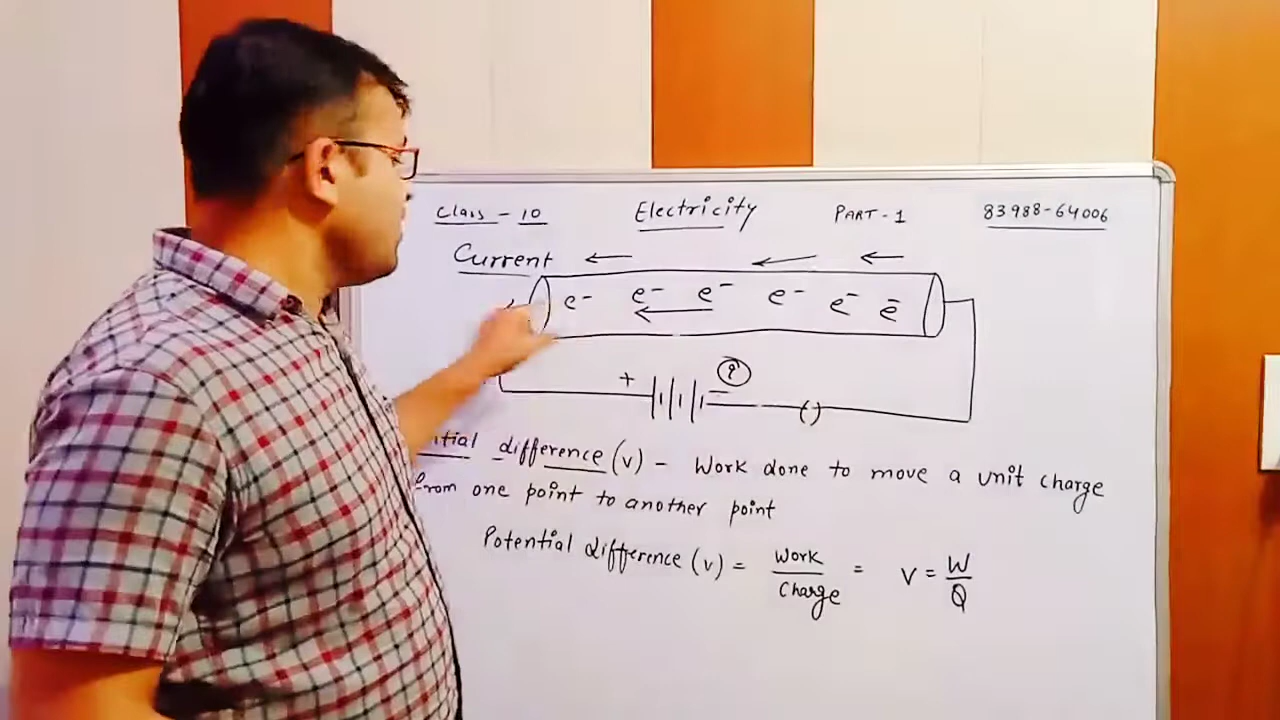 Class - 10 Electricity PART - 1 83988-64006
Current
e- e- e- e- e- e-
+
( )
difference (v) - Work done to move a unit charge
from one point to another point
Potential difference (v) = Work / Charge = V = W / Q